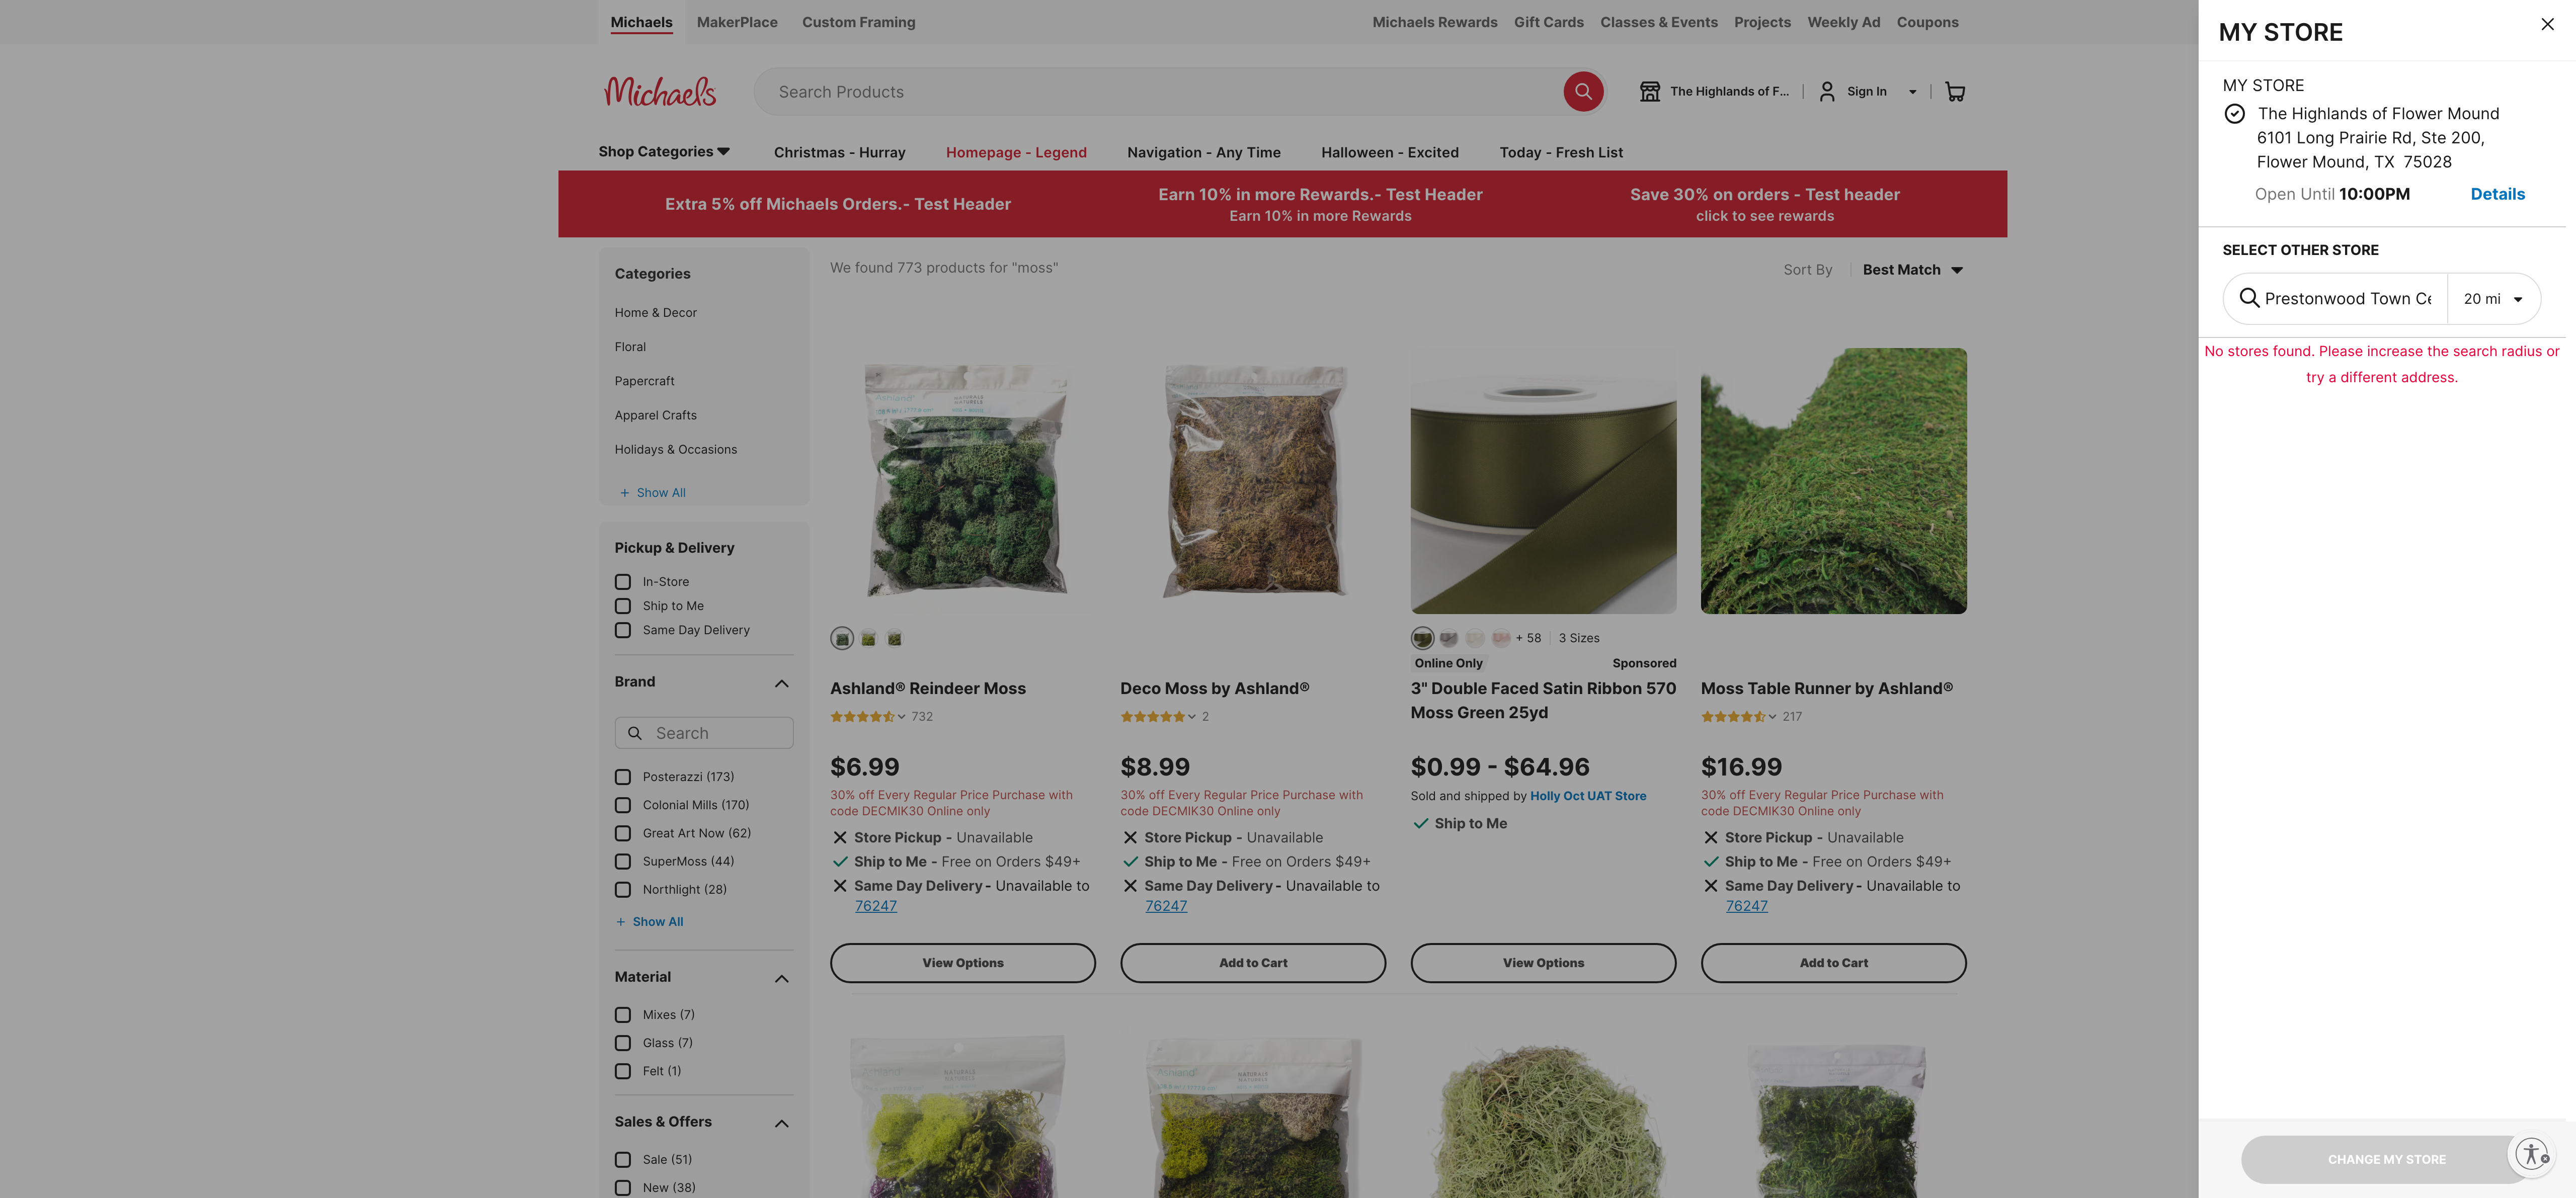 Michaels
MakerPlace
Custom Framing
Michaels Rewards
Gift Cards
Classes & Events
Projects
Weekly Ad
Coupons
Michaels
Search Products
The Highlands of F...
Sign In
Shop Categories
Christmas - Hurray
Homepage - Legend
Navigation - Any Time
Halloween - Excited
Today - Fresh List
Extra 5% off Michaels Orders.- Test Header
Earn 10% in more Rewards.- Test Header
Earn 10% in more Rewards
Save 30% on orders - Test header
click to see rewards
Categories
Home & Decor
Floral
Papercraft
Apparel Crafts
Holidays & Occasions
+ Show All
Pickup & Delivery
In-Store
Ship to Me
Same Day Delivery
Brand
Search
Posterazzi (173)
Colonial Mills (170)
Great Art Now (62)
SuperMoss (44)
Northlight (28)
+ Show All
Material
Mixes (7)
Glass (7)
Felt (1)
Sales & Offers
Sale (51)
New (38)
We found 773 products for "moss"
Sort By
Best Match
Ashland
NATURALS
Ashland® Reindeer Moss
732
$6.99
30% off Every Regular Price Purchase with
code DECMIK30 Online only
Store Pickup - Unavailable
Ship to Me - Free on Orders $49+
Same Day Delivery - Unavailable to
76247
View Options
NATURALS
Deco Moss by Ashland®
2
$8.99
30% off Every Regular Price Purchase with
code DECMIK30 Online only
Store Pickup - Unavailable
Ship to Me - Free on Orders $49+
Same Day Delivery - Unavailable to
76247
Add to Cart
+ 58
3 Sizes
Online Only
Sponsored
3" Double Faced Satin Ribbon 570
Moss Green 25yd
$0.99 - $64.96
Sold and shipped by Holly Oct UAT Store
Ship to Me
View Options
Moss Table Runner by Ashland®
217
$16.99
30% off Every Regular Price Purchase with
code DECMIK30 Online only
Store Pickup - Unavailable
Ship to Me - Free on Orders $49+
Same Day Delivery - Unavailable to
76247
Add to Cart
NATURALS
Ashland
NATURALS
MY STORE
MY STORE
The Highlands of Flower Mound
6101 Long Prairie Rd, Ste 200,
Flower Mound, TX 75028
Open Until 10:00PM
Details
SELECT OTHER STORE
Prestonwood Town Ce
20 mi
No stores found. Please increase the search radius or
try a different address.
CHANGE MY STORE